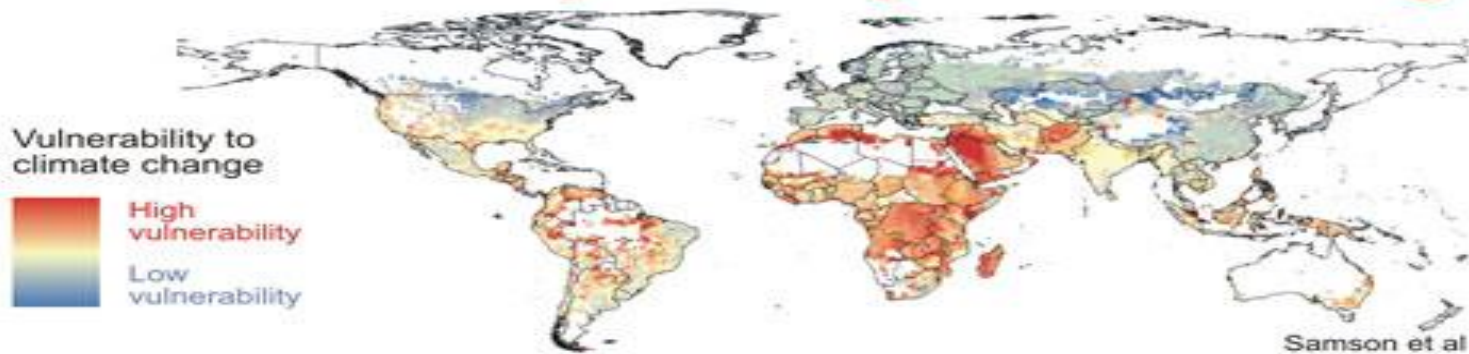 Vulnerability to
climate change
High
vulnerability
Low
vulnerability
Samson et al